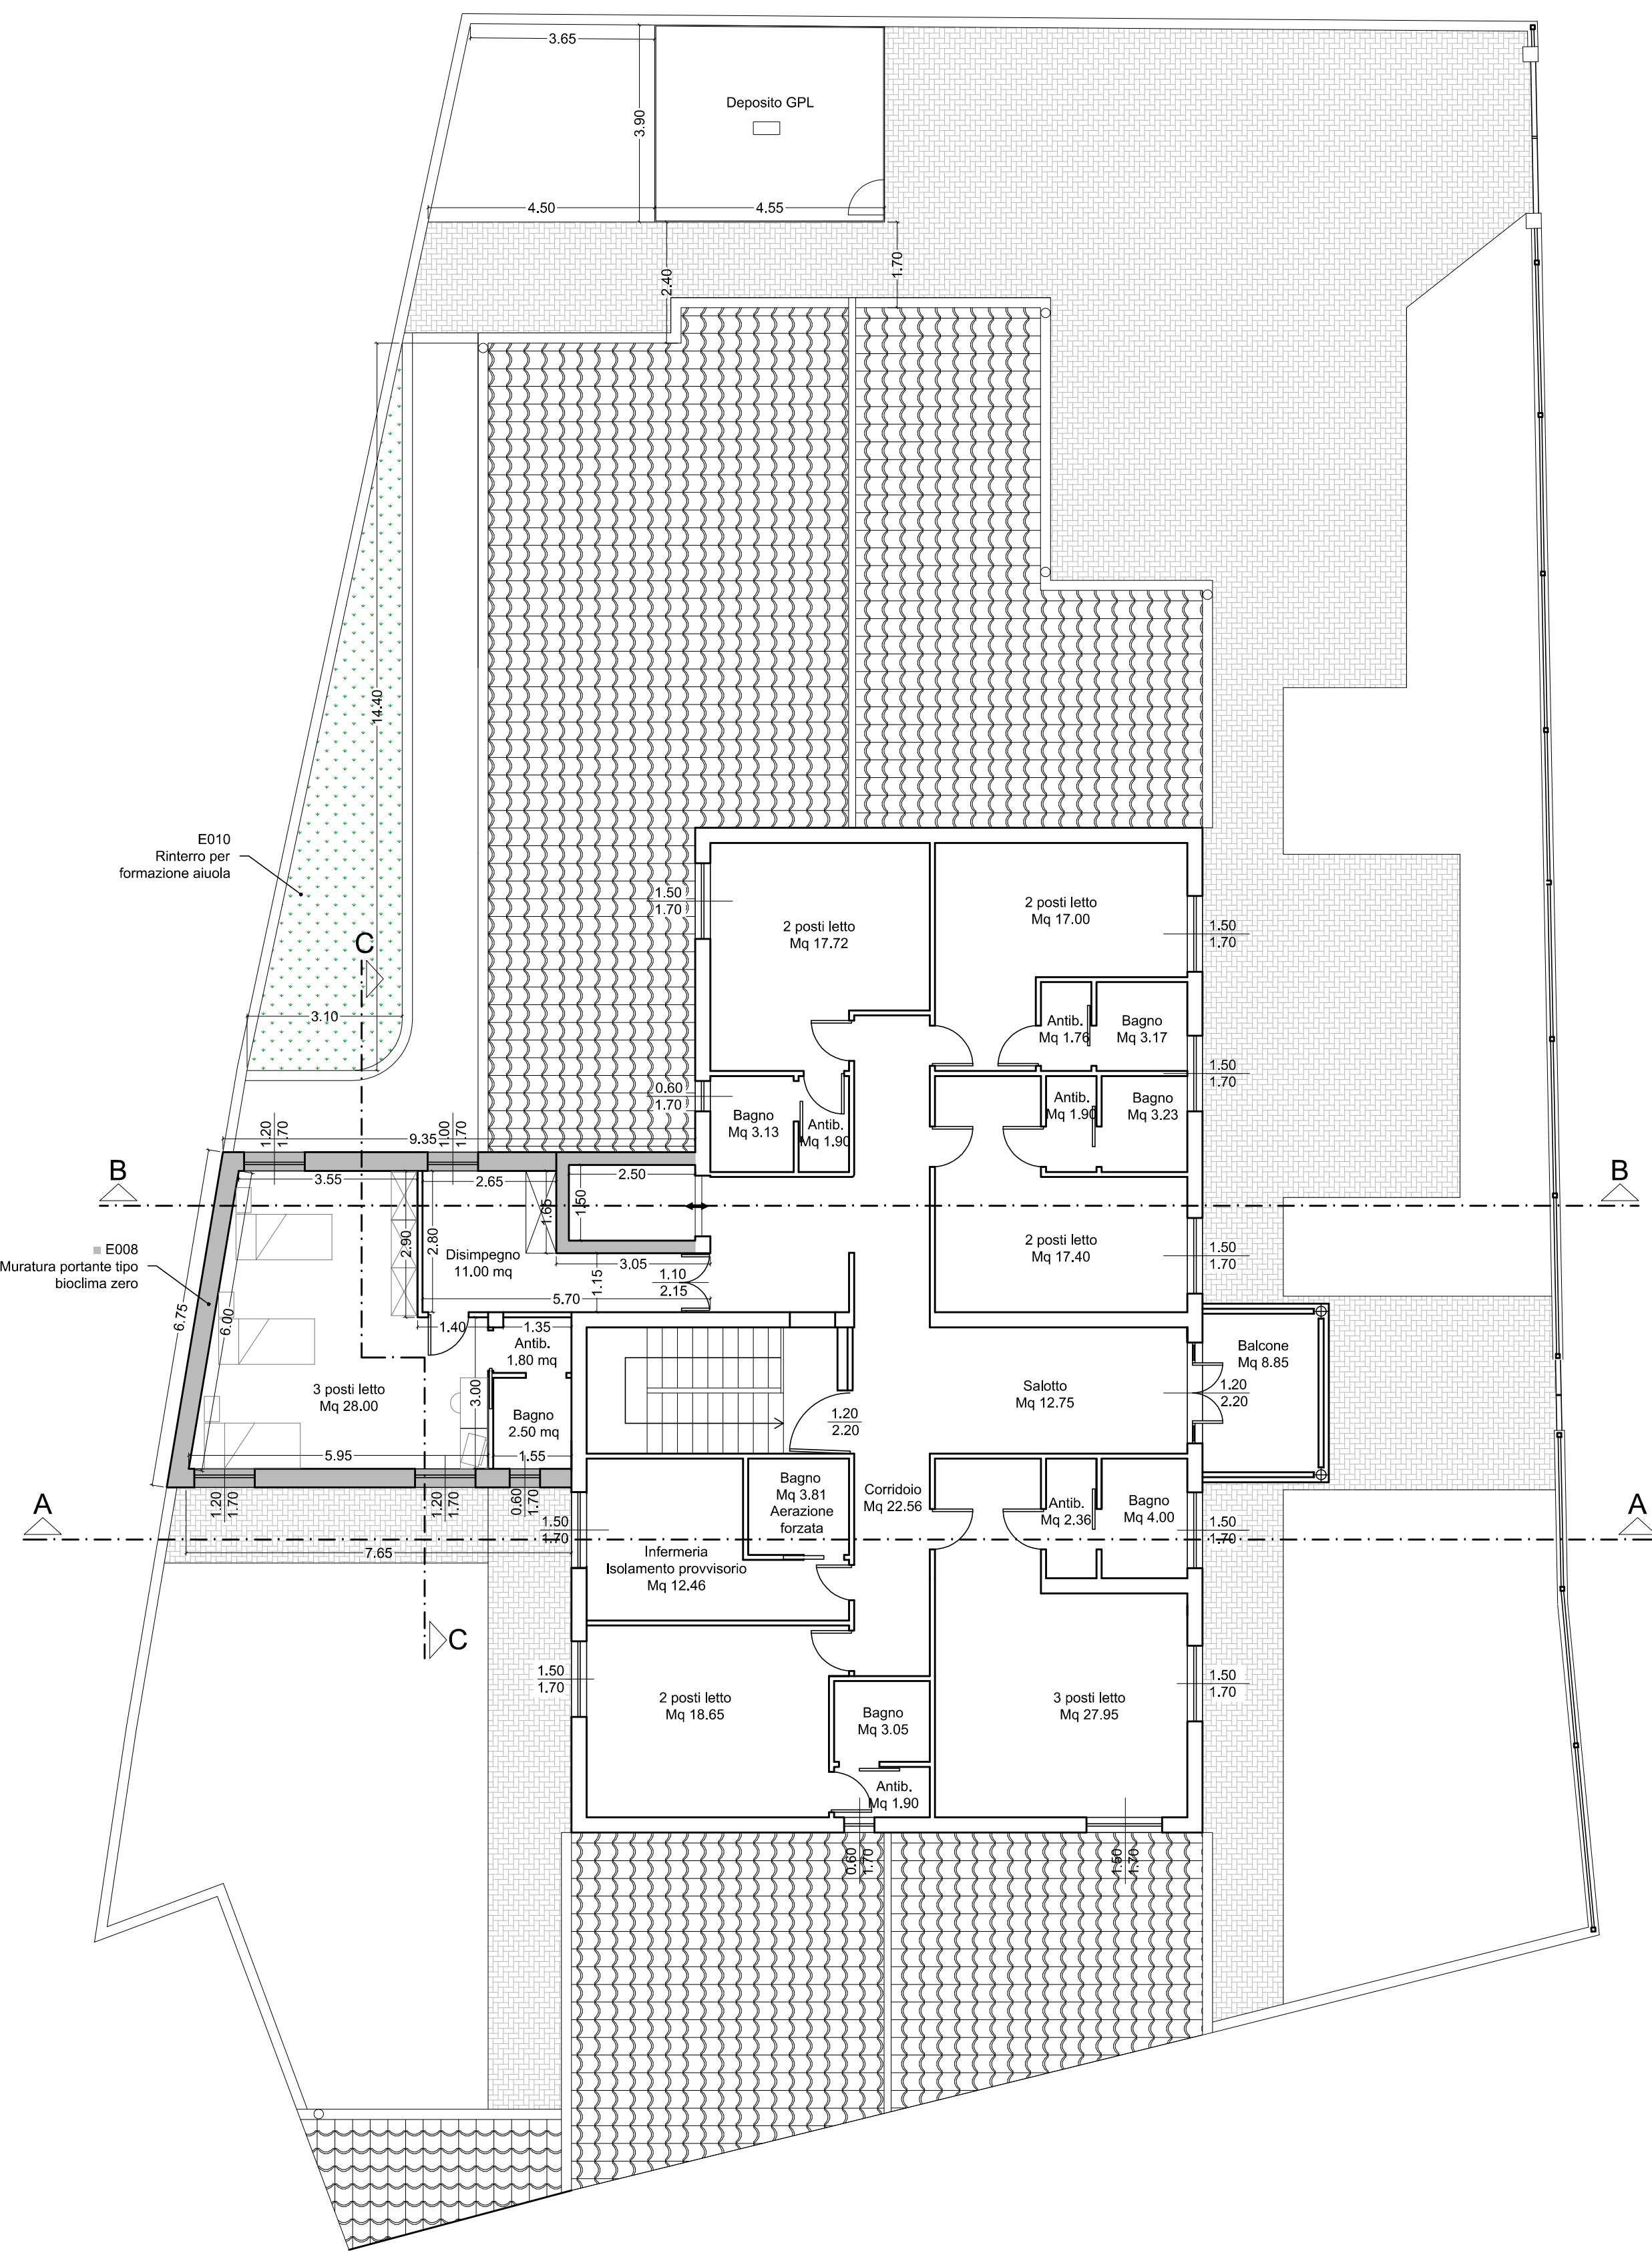 3.65
Deposito GPL
3.90
4.50
4.55
2.40
1.70
14.40
E010
Rinterro per
formazione aiuola
C
3.10
1.50
1.70
2 posti letto
Mq 17.72
2 posti letto
Mq 17.00
1.50
1.70
Antib.
Mq 1.76
Bagno
Mq 3.17
1.50
1.70
0.60
1.70
Bagno
Mq 3.13
Antib.
Mq 1.90
Antib.
Mq 1.90
Bagno
Mq 3.23
1.20
1.70
9.35
1.00
1.70
B
B
3.55
2.65
2.50
1.50
1.65
2.90
2.80
Disimpegno
11.00 mq
3.05
1.15
1.10
2.15
5.70
2 posti letto
Mq 17.40
1.50
1.70
E008
Muratura portante tipo
bioclima zero
6.75
6.00
1.40
1.35
Antib.
1.80 mq
3.00
3 posti letto
Mq 28.00
Bagno
2.50 mq
5.95
1.55
1.20
2.20
Salotto
Mq 12.75
Balcone
Mq 8.85
1.20
2.20
1.20
1.70
1.20
1.70
0.60
1.70
A
A
7.65
1.50
1.70
Bagno
Mq 3.81
Aerazione
forzata
Corridoio
Mq 22.56
Antib.
Mq 2.36
Bagno
Mq 4.00
1.50
1.70
Infermeria
Isolamento provvisorio
Mq 12.46
C
1.50
1.70
2 posti letto
Mq 18.65
Bagno
Mq 3.05
3 posti letto
Mq 27.95
1.50
1.70
Antib.
Mq 1.90
0.60
1.70
1.50
1.70